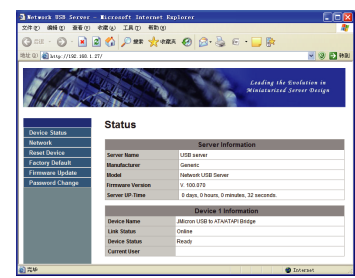 Network USB Server - Microsoft Internet Explorer
文件(F) 编辑(E) 查看(V) 收藏(A) 工具(T) 帮助(H)
后退 搜索 收藏夹
地址(D) http://192.168.1.27/ 转到
Leading the Evolution in
Miniaturized Server Design
Device Status
Network
Reset Device
Factory Default
Firmware Update
Password Change
Status
Server Information
Server Name USB server
Manufacturer Generic
Model Network USB Server
Firmware Version V. 100.070
Server UP-Time 0 days, 0 hours, 0 minutes, 32 seconds.
Device 1 Information
Device Name JMicron USB to ATA/ATAPI Bridge
Link Status Online
Device Status Ready
Current User
完毕 Internet